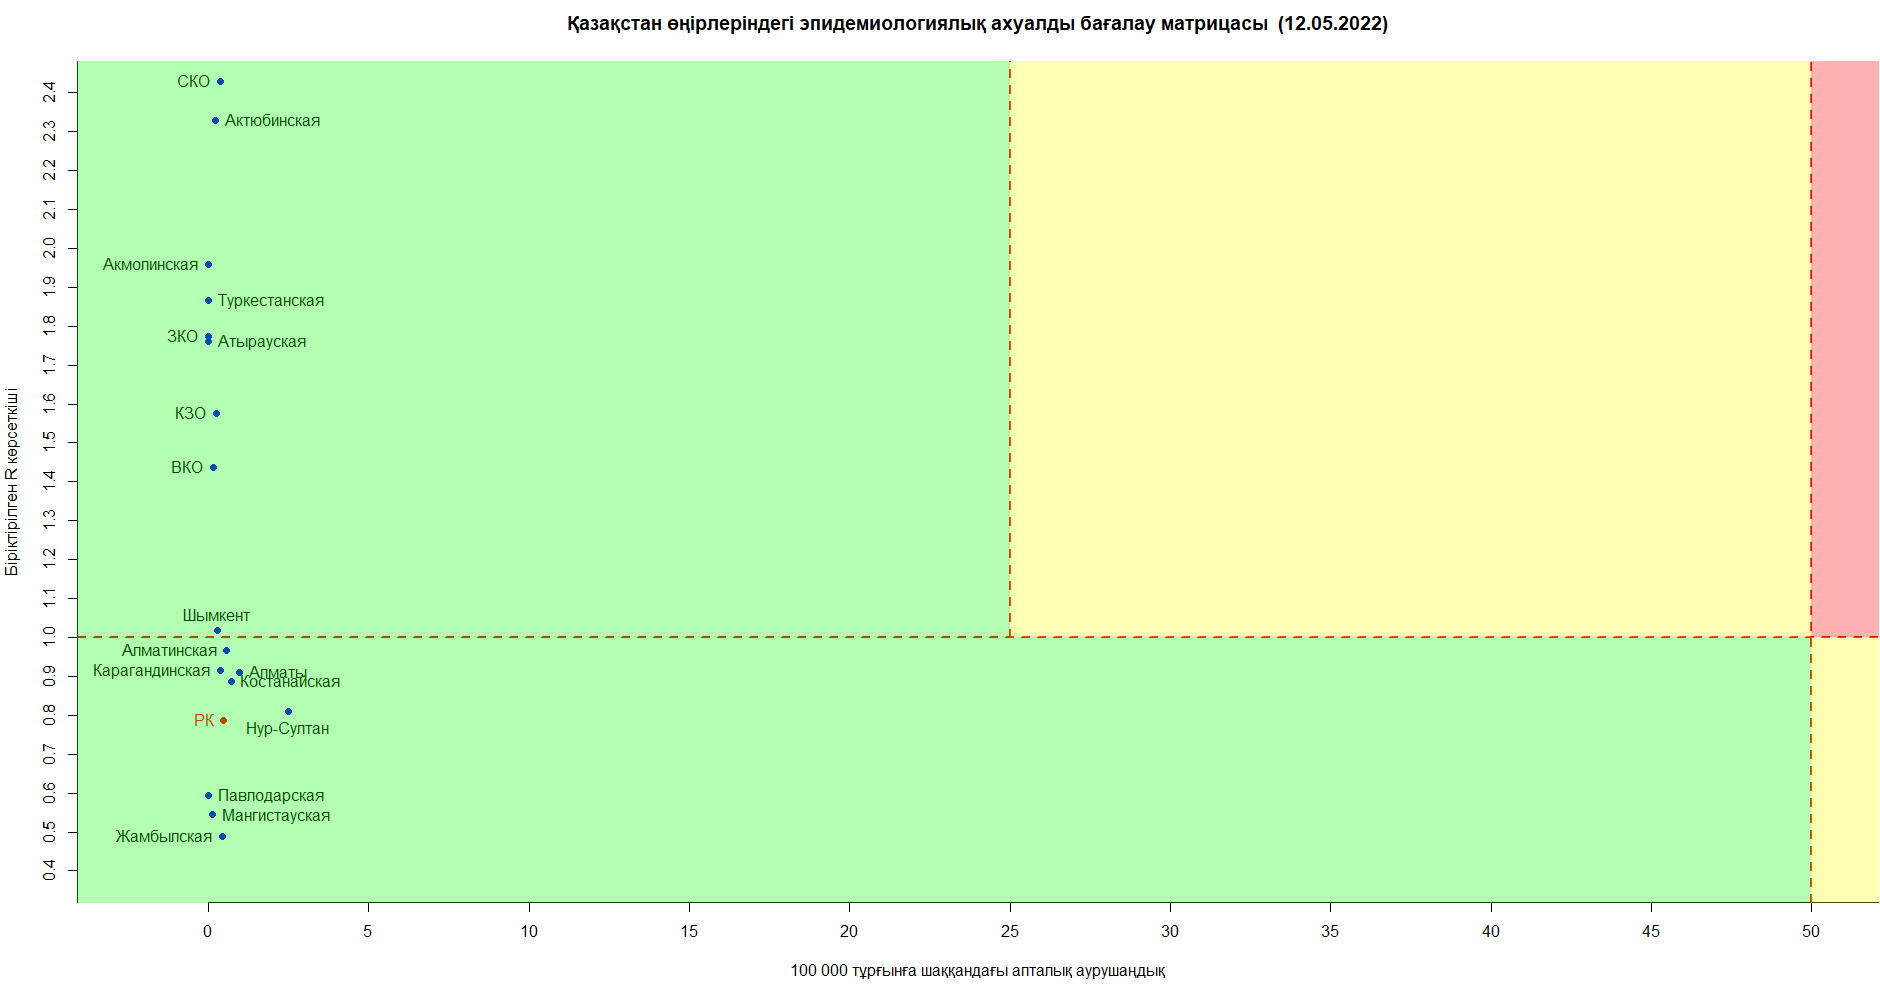 Қазақстан өңірлеріндегі эпидемиологиялық ахуалды бағалау матрицасы (12.05.2022)
Біріктірілген R көрсеткіші
2.4
2.3
2.2
2.1
2.0
1.9
1.8
1.7
1.6
1.5
1.4
1.3
1.2
1.1
1.0
0.9
0.8
0.7
0.6
0.5
0.4
СКО
Актюбинская
Акмолинская
Туркестанская
ЗКО
Атырауская
КЗО
ВКО
Шымкент
Алматинская
Карагандинская
Алматы
Костанайская
РК
Нур-Султан
Павлодарская
Мангистауская
Жамбылская
0 5 10 15 20 25 30 35 40 45 50
100 000 тұрғынға шаққандағы апталық аурушаңдық